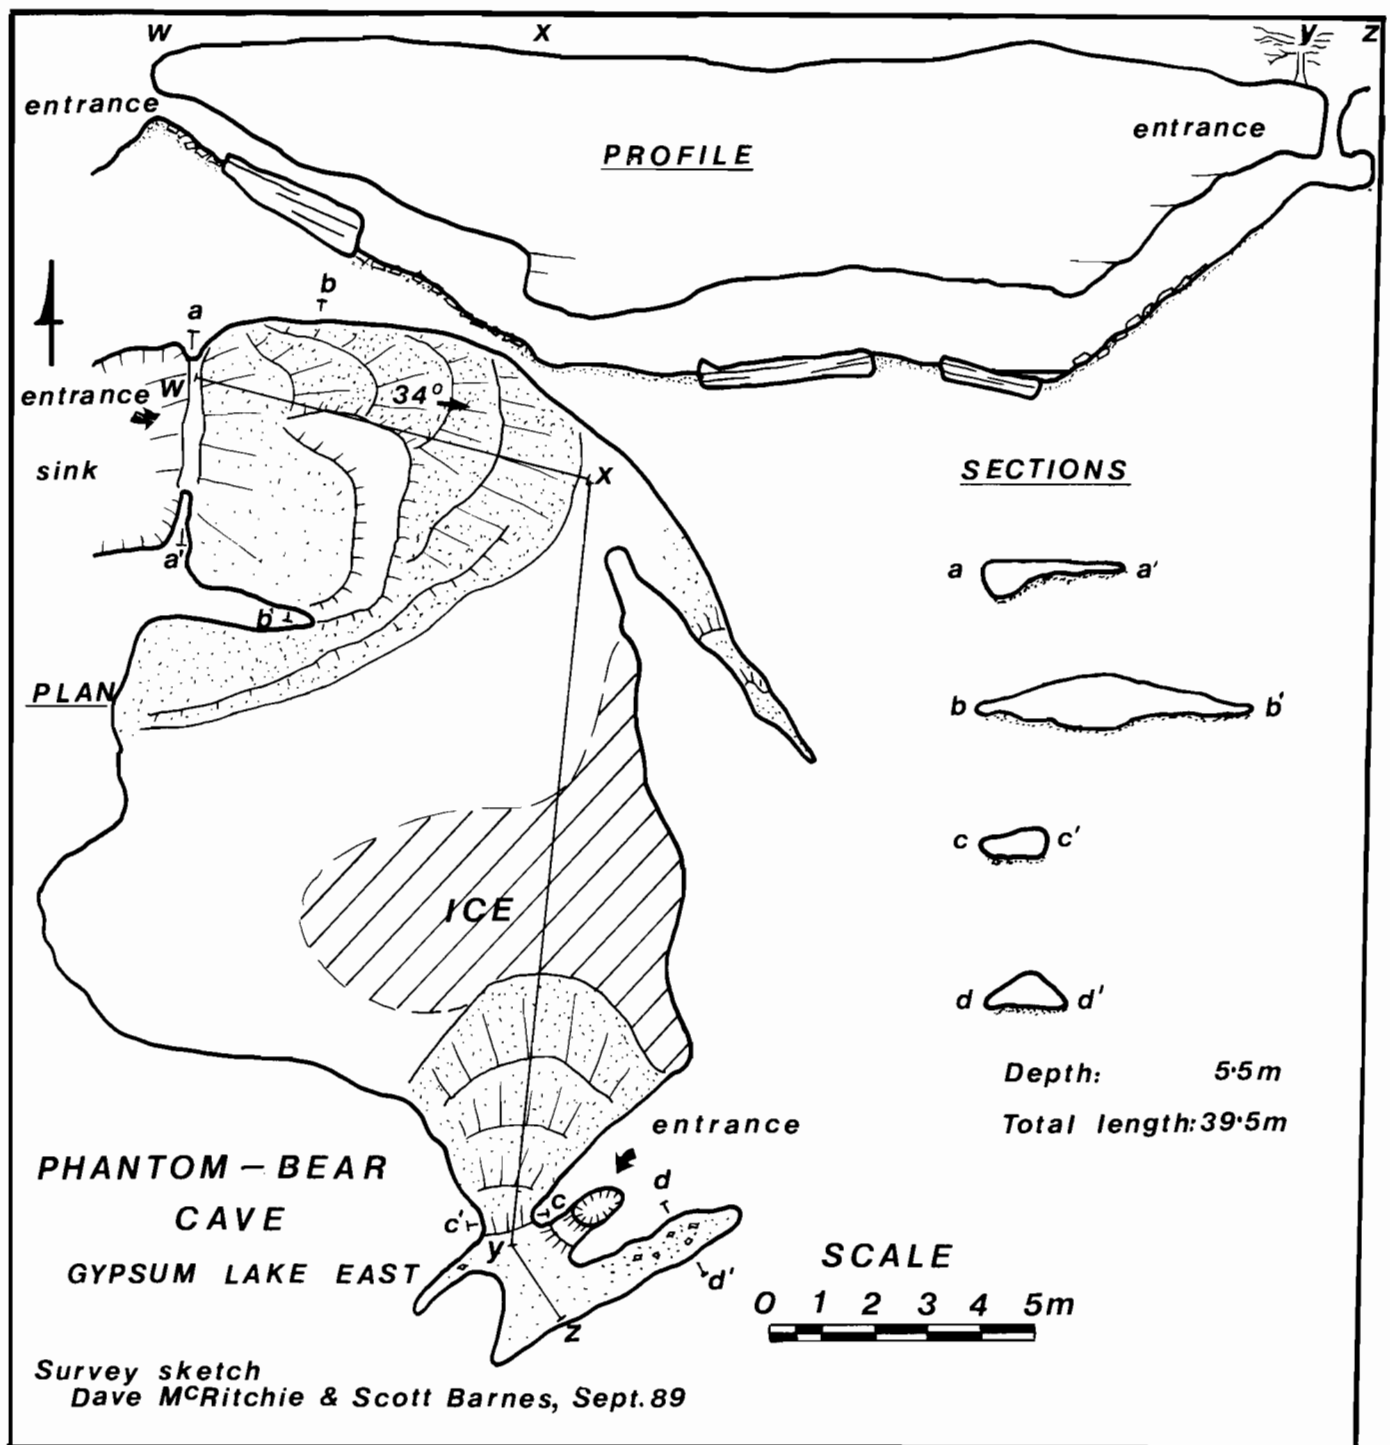 W X Y Z
entrance
entrance
PROFILE
b
a
entrance W
34°
sink
X
SECTIONS
a a'
a'
b'
PLAN
b b'
c c'
ICE
d d'
Depth: 5·5m
Total length: 39·5m
entrance
PHANTOM – BEAR
CAVE
GYPSUM LAKE EAST
c
d
c'
y
d'
z
SCALE
0 1 2 3 4 5m
Survey sketch
Dave McRitchie & Scott Barnes, Sept. 89